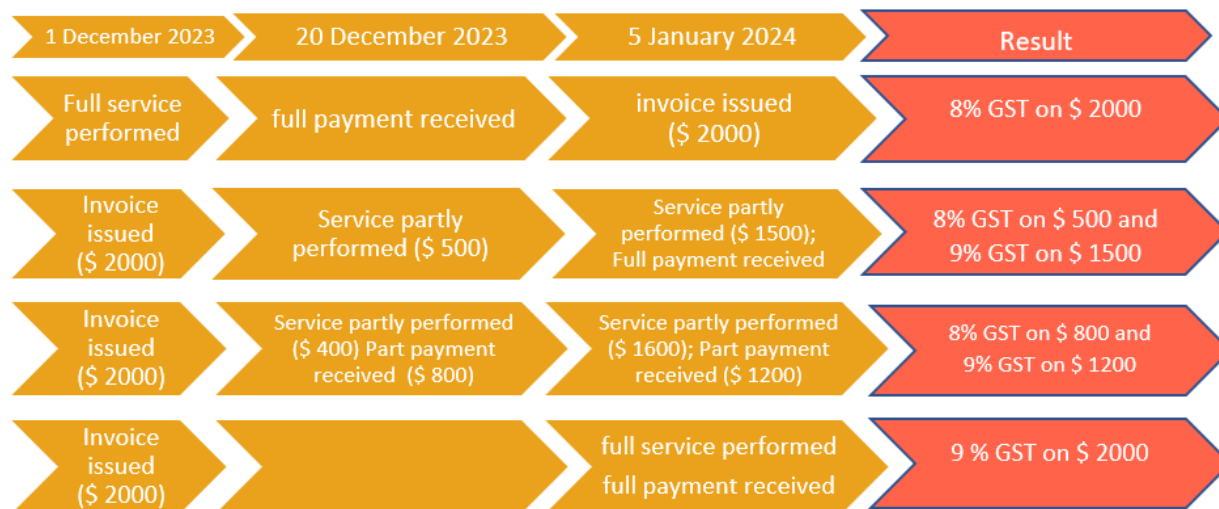 1 December 2023
20 December 2023
5 January 2024
Result
Full service
performed
full payment received
invoice issued
($ 2000)
8% GST on $ 2000
Invoice
issued
($ 2000)
Service partly
performed ($ 500)
Service partly
performed ($ 1500);
Full payment received
8% GST on $ 500 and
9% GST on $ 1500
Invoice
issued
($ 2000)
Service partly performed
($ 400) Part payment
received ($ 800)
Service partly performed
($ 1600); Part payment
received ($ 1200)
8% GST on $ 800 and
9% GST on $ 1200
Invoice
issued
($ 2000)
full service performed
full payment received
9 % GST on $ 2000